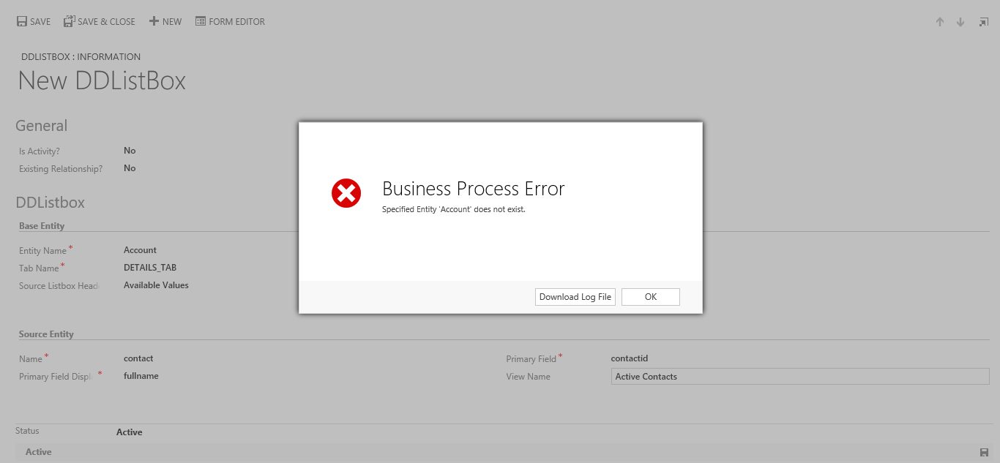 SAVE SAVE & CLOSE NEW FORM EDITOR
DDLISTBOX : INFORMATION
New DDListBox
General
Is Activity? No
Existing Relationship? No
DDListbox
Base Entity
Entity Name* Account
Tab Name* DETAILS_TAB
Source Listbox Head Available Values
Business Process Error
Specified Entity 'Account' does not exist.
Download Log File OK
Source Entity
Name* contact Primary Field* contactid
Primary Field Displ * fullname View Name Active Contacts
Status Active
Active